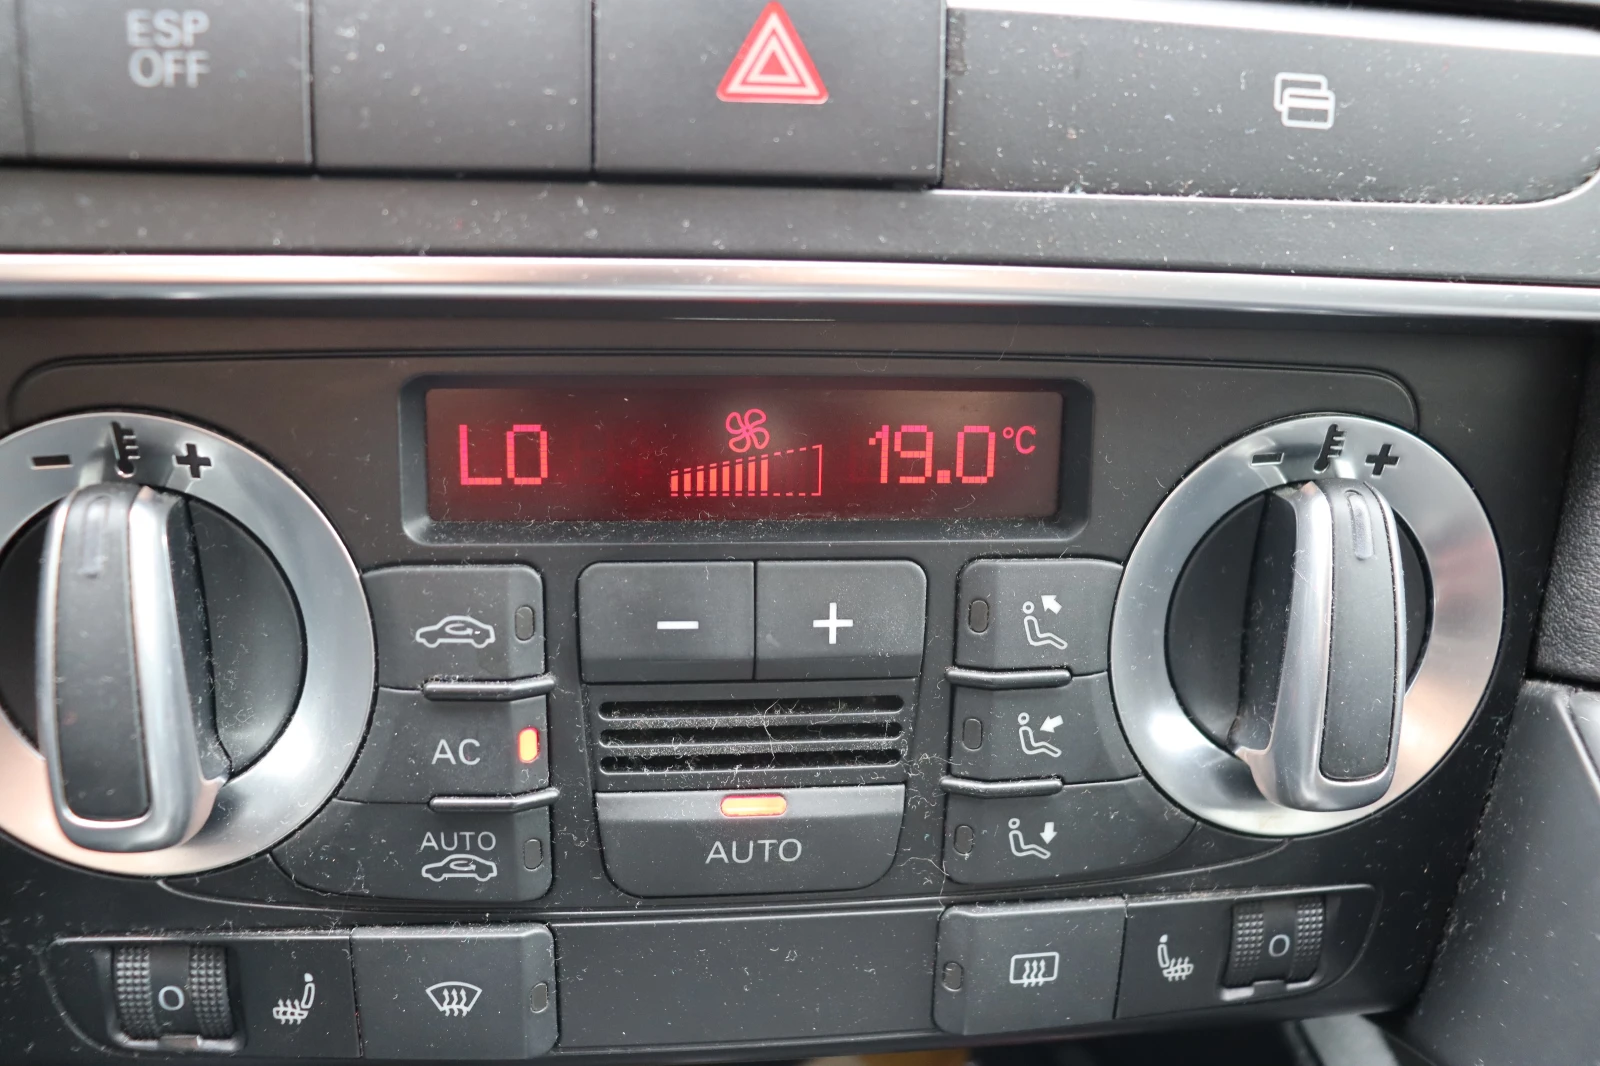 ESP
OFF
LO
19.0°C
- +
- +
- +
AC
AUTO
AUTO
O
O